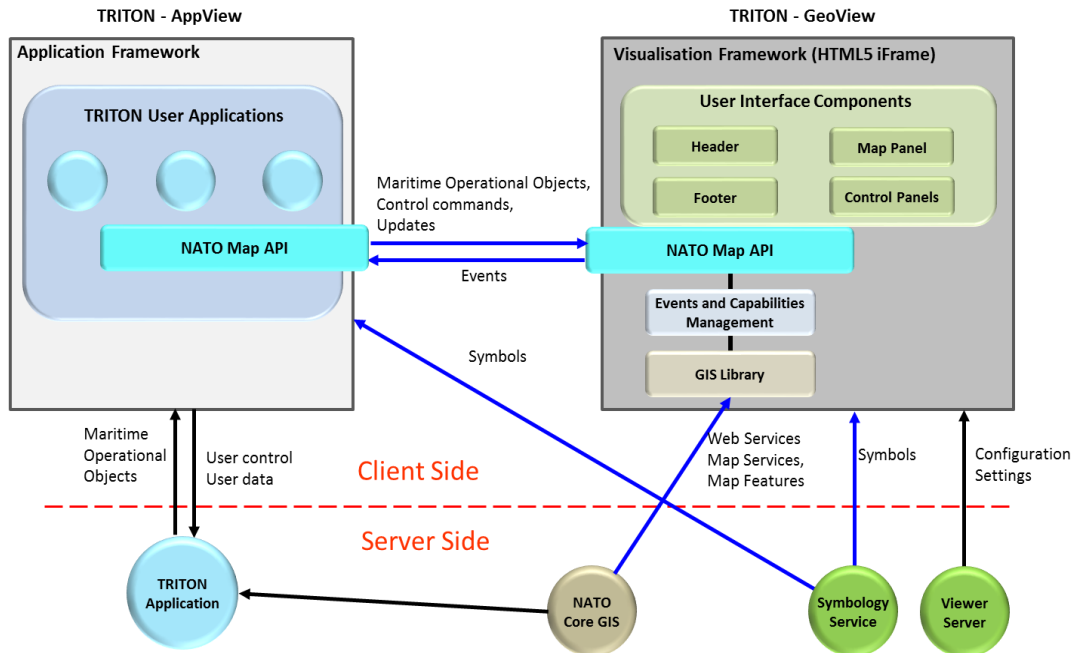 TRITON - AppView
TRITON - GeoView
Application Framework
Visualisation Framework (HTML5 iFrame)
TRITON User Applications
User Interface Components
Header
Map Panel
Footer
Control Panels
Maritime Operational Objects,
Control commands,
Updates
NATO Map API
NATO Map API
Events
Events and Capabilities
Management
Symbols
GIS Library
Maritime
Operational
Objects
User control
User data
Client Side
Web Services
Map Services,
Map Features
Symbols
Configuration
Settings
Server Side
TRITON
Application
NATO
Core GIS
Symbology
Service
Viewer
Server